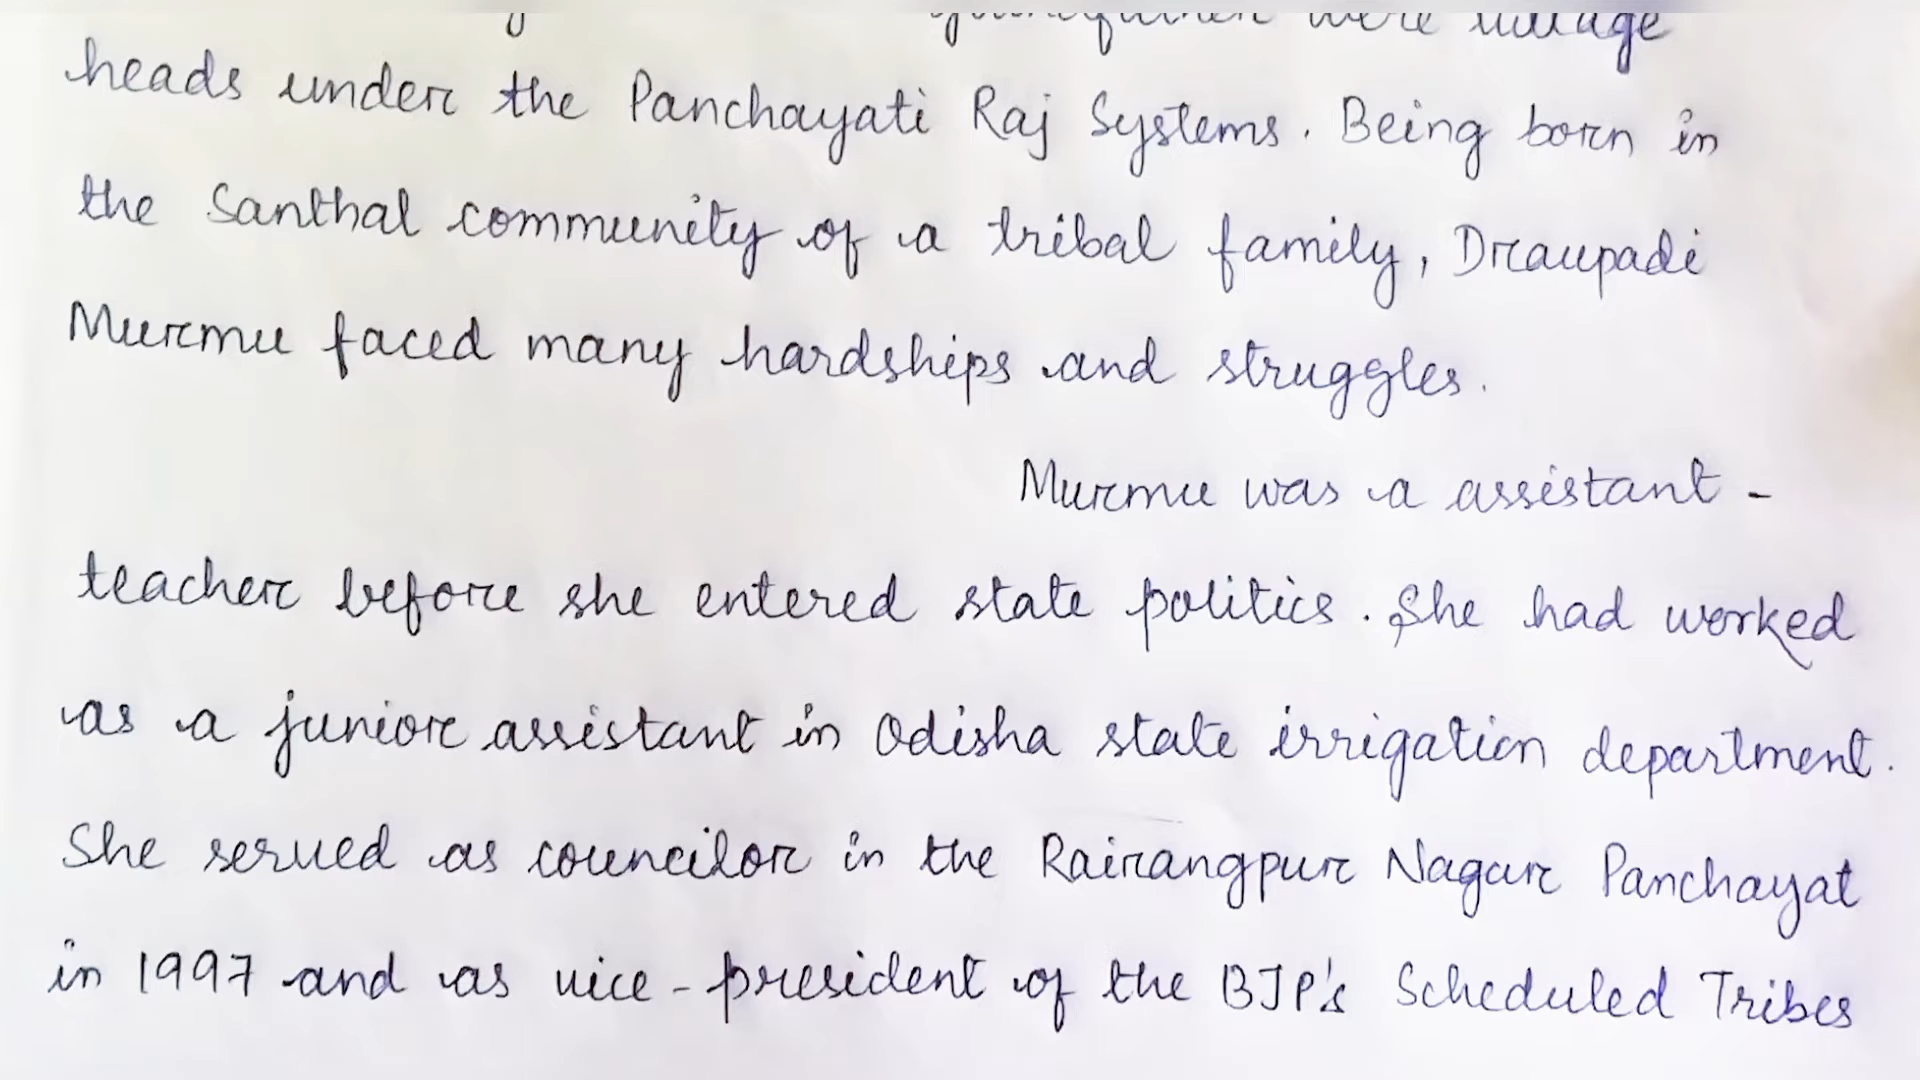 grandfather were village
heads under the Panchayati Raj Systems. Being born in
the Santhal community of a tribal family, Draupadi
Murmu faced many hardships and struggles.
Murmu was a assistant -
teacher before she entered state politics. She had worked
as a junior assistant in Odisha state irrigation department.
She served as councilor in the Rairangpur Nagar Panchayat
in 1997 and as vice - president of the BJP's Scheduled Tribes